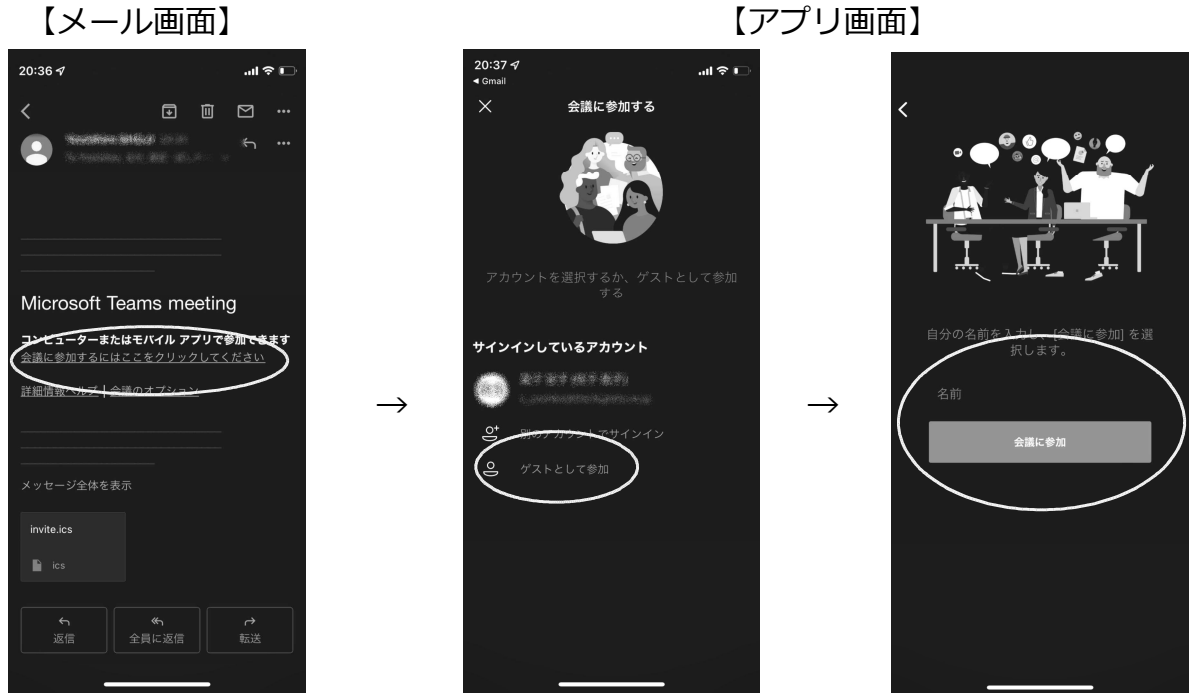 【メール画面】
【アプリ画面】
20:36
Microsoft Teams meeting
コンピューターまたはモバイル アプリで参加できます
会議に参加するにはここをクリックしてください
詳細情報ヘルプ | 会議のオプション
メッセージ全体を表示
invite.ics
ics
返信
全員に返信
転送
→
20:37
Gmail
会議に参加する
アカウントを選択するか、ゲストとして参加
する
サインインしているアカウント
別のアカウントでサインイン
ゲストとして参加
→
自分の名前を入力し、[会議に参加] を選
択します。
名前
会議に参加